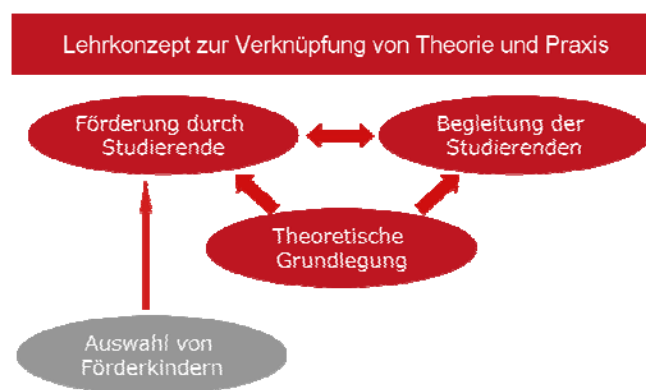 Lehrkonzept zur Verknüpfung von Theorie und Praxis
Förderung durch
Studierende
Begleitung der
Studierenden
Theoretische
Grundlegung
Auswahl von
Förderkindern